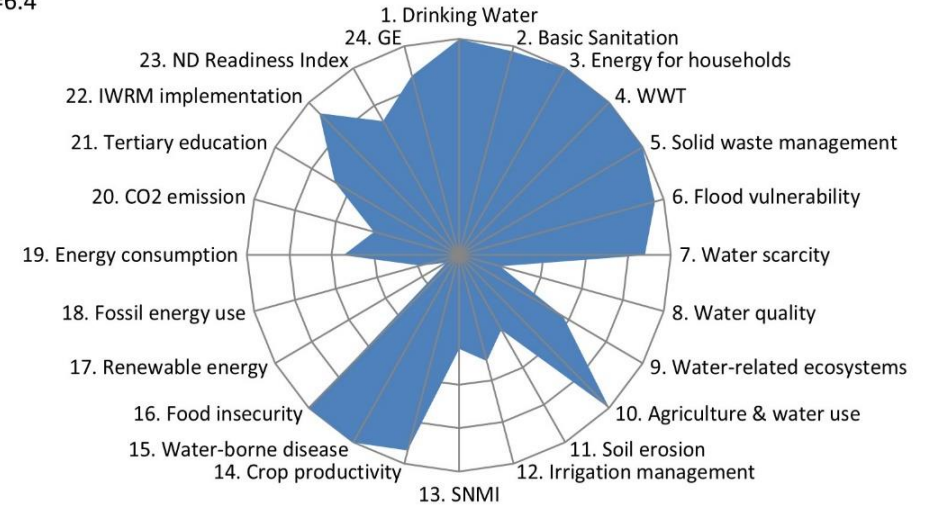 =6.4
1. Drinking Water
2. Basic Sanitation
3. Energy for households
4. WWT
5. Solid waste management
6. Flood vulnerability
7. Water scarcity
8. Water quality
9. Water-related ecosystems
10. Agriculture & water use
11. Soil erosion
12. Irrigation management
13. SNMI
14. Crop productivity
15. Water-borne disease
16. Food insecurity
17. Renewable energy
18. Fossil energy use
19. Energy consumption
20. CO2 emission
21. Tertiary education
22. IWRM implementation
23. ND Readiness Index
24. GE